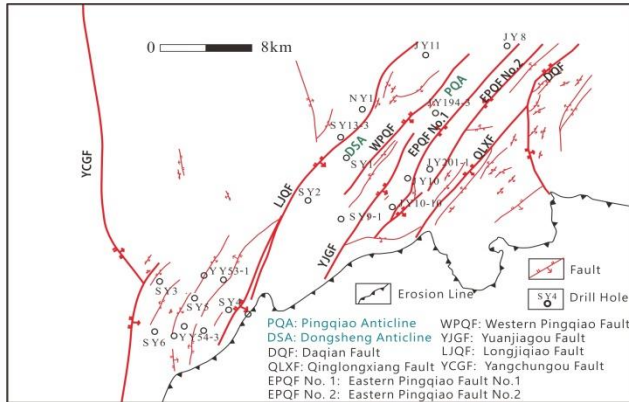 0 8km
JY11
JY8
PQA
EPQF No.2
DQF
NY1
JY194-3
SY13-3
DSA
WPQF
EPQF No.1
SY1
QLXF
YCGF
LJQF
JY201-1
SY2
JY10
JY10-10
SY9-1
YJGF
YY53-1
SY3
SY5
SY4
SY6
YY54-3
Erosion Line
Fault
SY4
Drill Hole
PQA: Pingqiao Anticline
WPQF: Western Pingqiao Fault
DSA: Dongsheng Anticline
YJGF: Yuanjiagou Fault
DQF: Daqian Fault
LJQF: Longjiqiao Fault
QLXF: Qinglongxiang Fault
YCGF: Yangchungou Fault
EPQF No. 1: Eastern Pingqiao Fault No.1
EPQF No. 2: Eastern Pingqiao Fault No.2